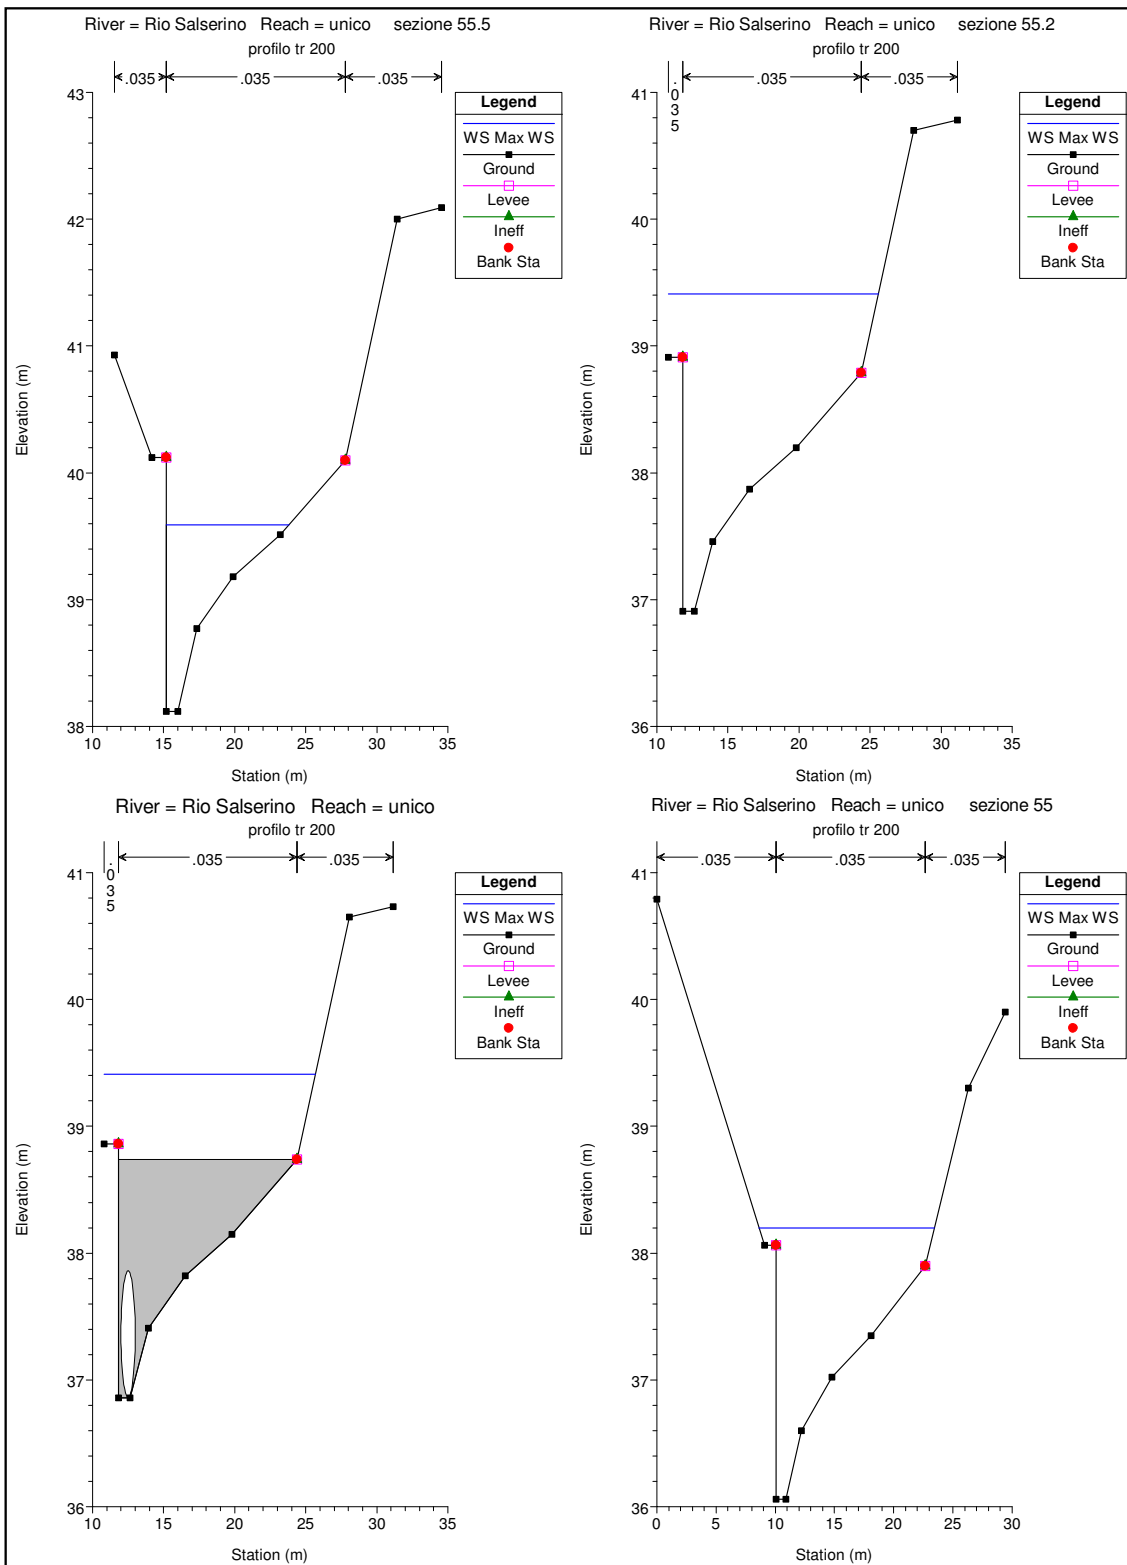 River = Rio Salserino Reach = unico sezione 55.5
profilo tr 200
.035 .035 .035
43
42
41
40
39
38
10 15 20 25 30 35
Elevation (m)
Station (m)
Legend
WS Max WS
Ground
Levee
Ineff
Bank Sta
River = Rio Salserino Reach = unico sezione 55.2
profilo tr 200
.035 .035 .035
41
40
39
38
37
36
10 15 20 25 30 35
Elevation (m)
Station (m)
Legend
WS Max WS
Ground
Levee
Ineff
Bank Sta
River = Rio Salserino Reach = unico
profilo tr 200
.035 .035 .035
41
40
39
38
37
36
10 15 20 25 30 35
Elevation (m)
Station (m)
Legend
WS Max WS
Ground
Levee
Ineff
Bank Sta
River = Rio Salserino Reach = unico sezione 55
profilo tr 200
.035 .035 .035
41
40
39
38
37
36
0 5 10 15 20 25 30
Elevation (m)
Station (m)
Legend
WS Max WS
Ground
Levee
Ineff
Bank Sta